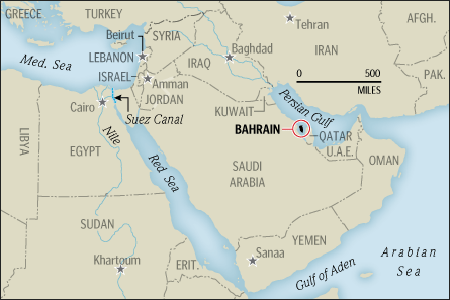 GREECE
TURKEY
Tehran
AFGH.
Beirut
SYRIA
Med. Sea
LEBANON
Baghdad
IRAN
ISRAEL
IRAQ
Amman
0 500
MILES
PAK.
Cairo
JORDAN
KUWAIT
Persian Gulf
Suez Canal
BAHRAIN
QATAR
LIBYA
Nile
EGYPT
U.A.E.
OMAN
Red Sea
SAUDI
ARABIA
SUDAN
YEMEN
Sanaa
Arabian
Sea
Khartoum
ERIT.
Gulf of Aden